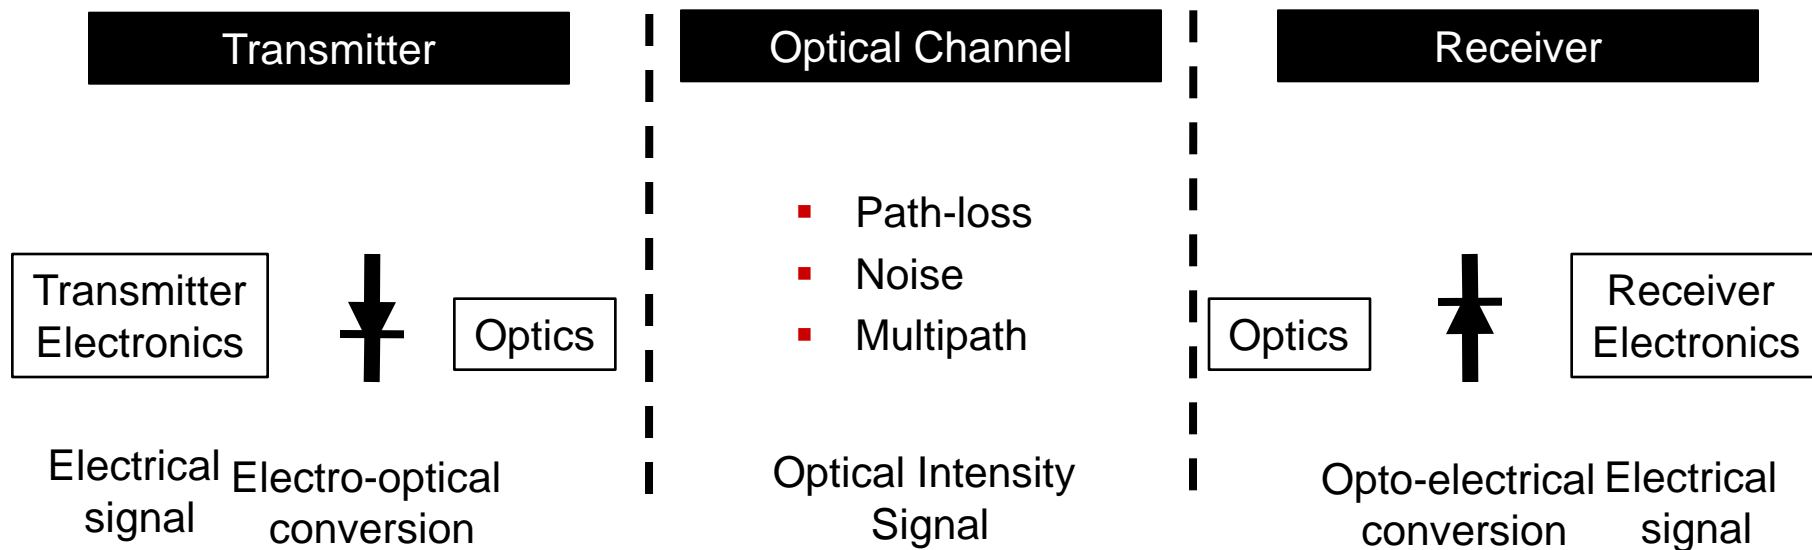 Transmitter
Optical Channel
Receiver
Path-loss
Noise
Multipath
Transmitter
Electronics
Optics
Optics
Receiver
Electronics
Electrical
signal
Electro-optical
conversion
Optical Intensity
Signal
Opto-electrical
conversion
Electrical
signal